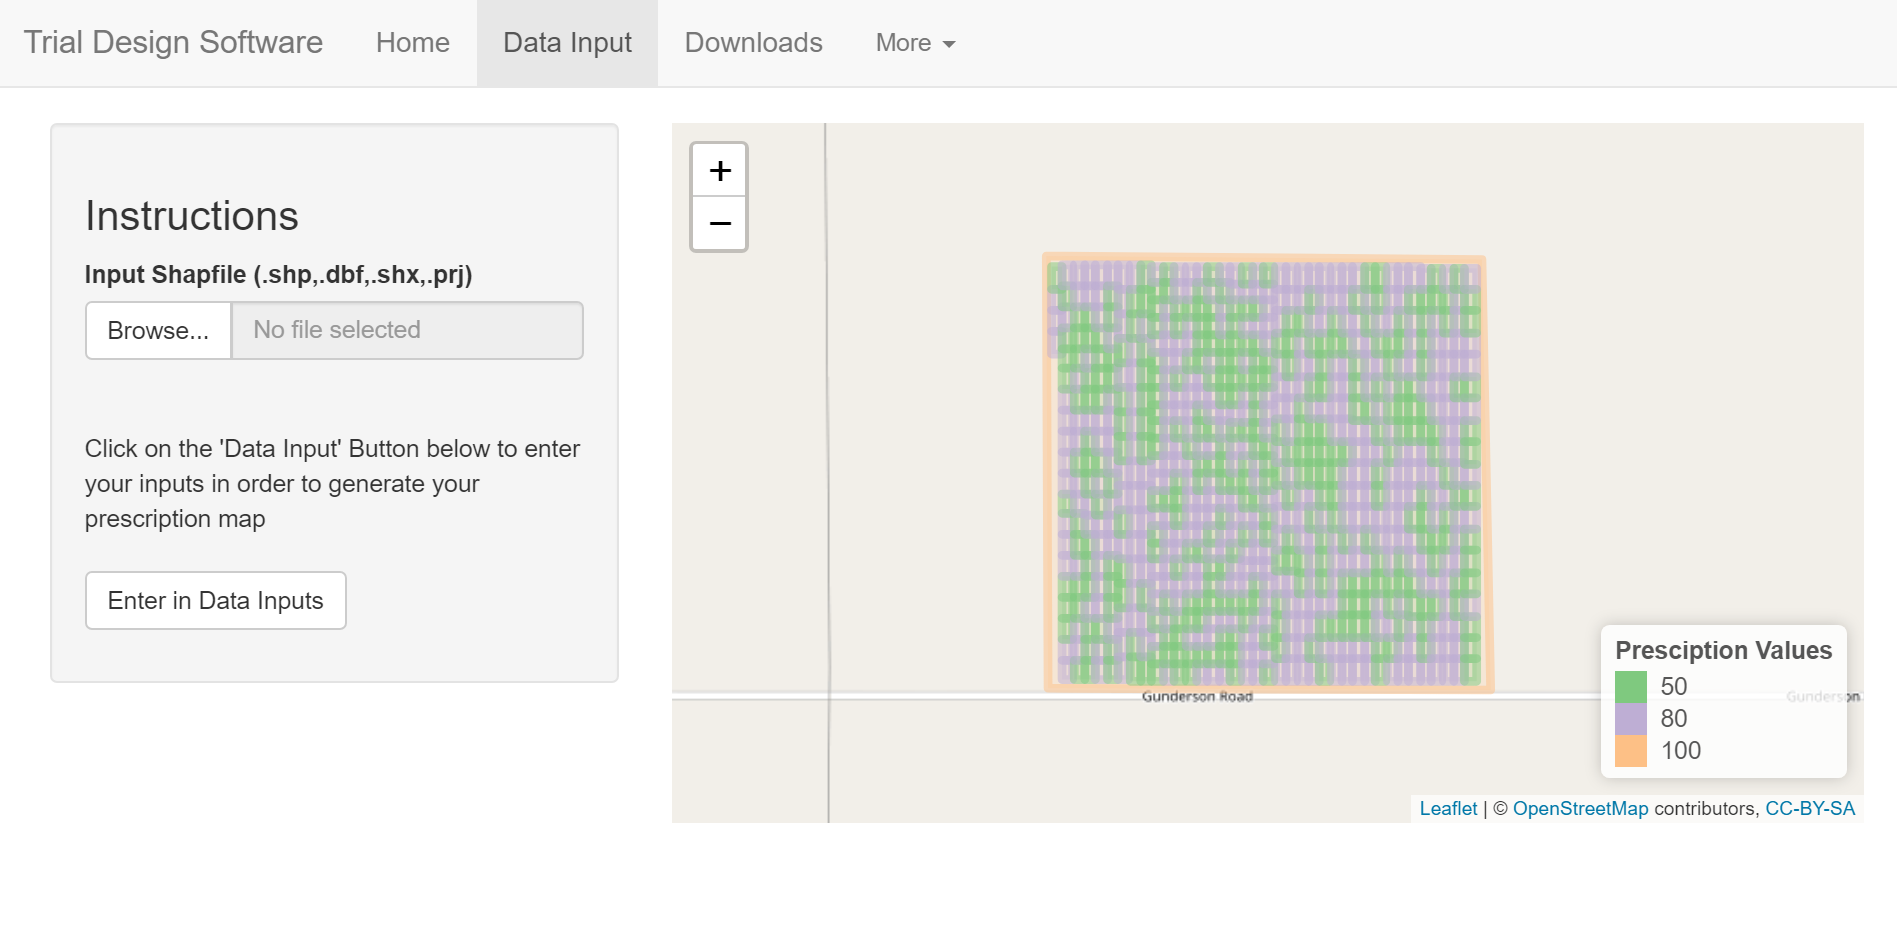 Trial Design Software Home Data Input Downloads More
Instructions
Input Shapfile (.shp,.dbf,.shx,.prj)
Browse... No file selected
Click on the 'Data Input' Button below to enter
your inputs in order to generate your
prescription map
Enter in Data Inputs
+
−
Gunderson Road
Gunderson
Presciption Values
50
80
100
Leaflet | © OpenStreetMap contributors, CC-BY-SA